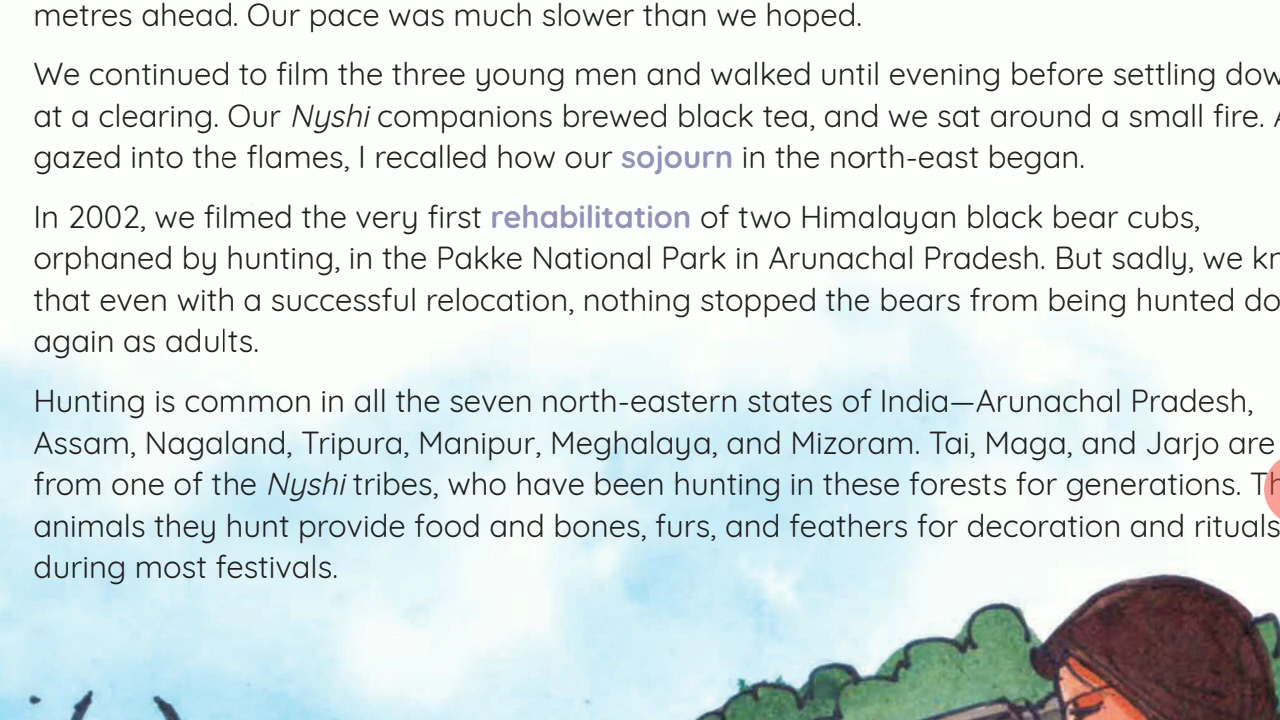 metres ahead. Our pace was much slower than we hoped.
We continued to film the three young men and walked until evening before settling
at a clearing. Our Nyshi companions brewed black tea, and we sat around a small fire.
gazed into the flames, I recalled how our sojourn in the north-east began.
In 2002, we filmed the very first rehabilitation of two Himalayan black bear cubs,
orphaned by hunting, in the Pakke National Park in Arunachal Pradesh. But sadly, we
that even with a successful relocation, nothing stopped the bears from being hunted
again as adults.
Hunting is common in all the seven north-eastern states of India—Arunachal Pradesh,
Assam, Nagaland, Tripura, Manipur, Meghalaya, and Mizoram. Tai, Maga, and Jarjo are
from one of the Nyshi tribes, who have been hunting in these forests for generations.
animals they hunt provide food and bones, furs, and feathers for decoration and rituals
during most festivals.